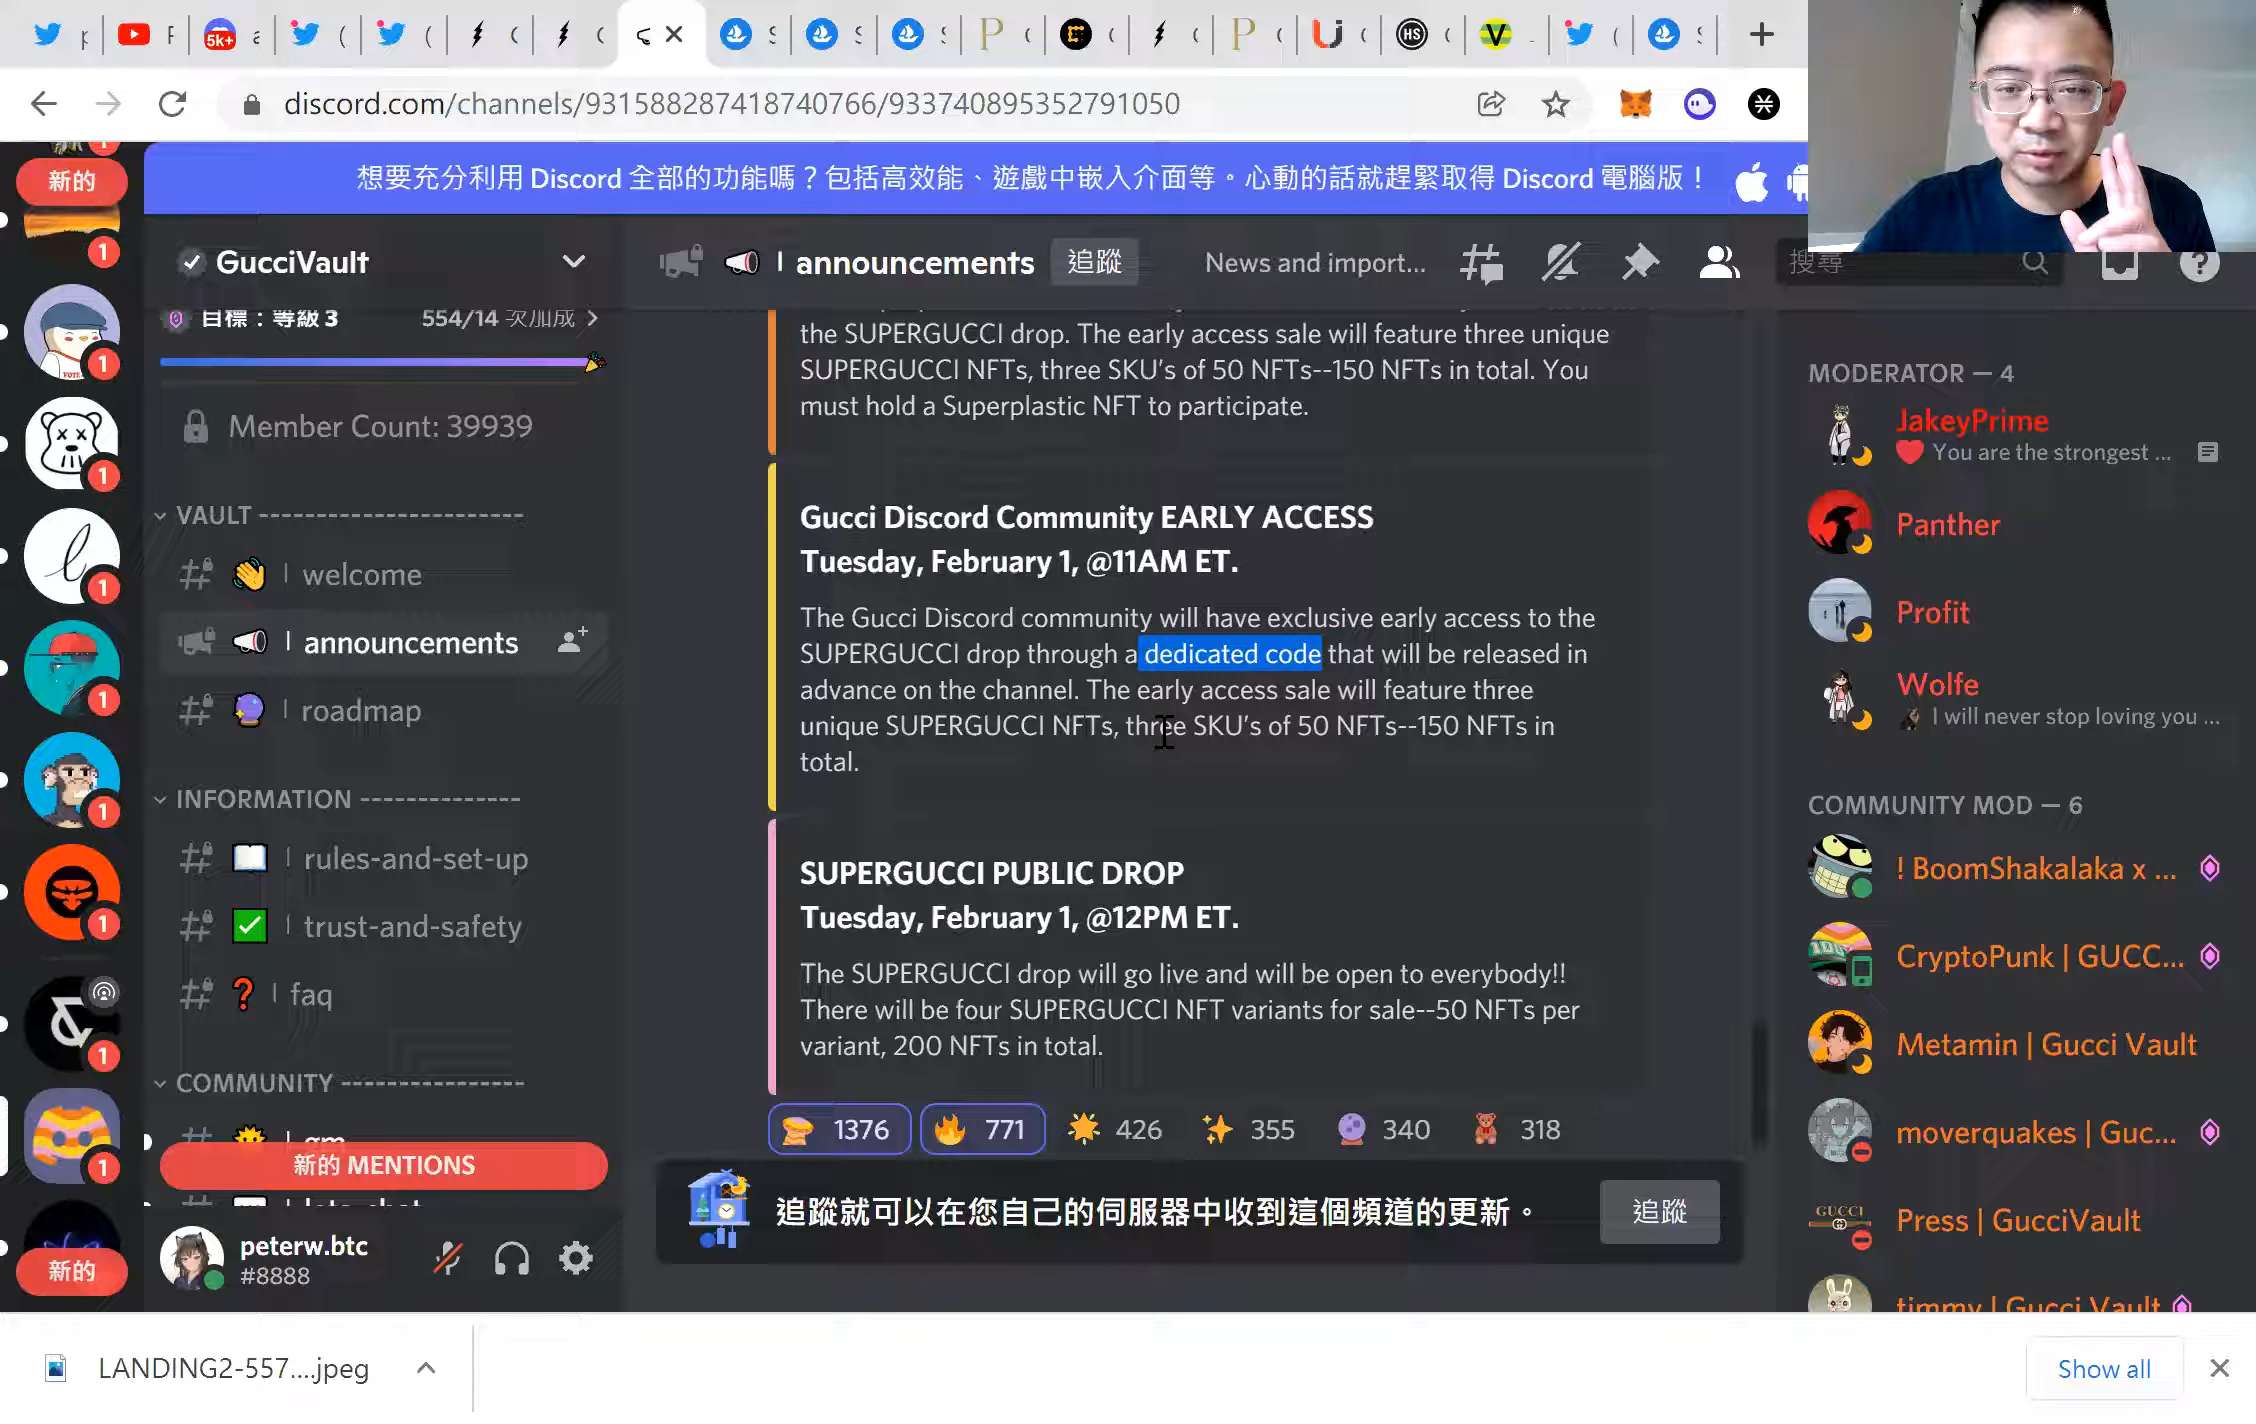 discord.com/channels/931588287418740766/933740895352791050
新的
想要充分利用 Discord 全部的功能嗎？包括高效能、遊戲中嵌入介面等。心動的話就趕緊取得 Discord 電腦版！
GucciVault
announcements
追蹤
News and import...
搜尋
目標：等級 3
554/14 次加成
Member Count: 39939
VAULT
welcome
announcements
roadmap
INFORMATION
rules-and-set-up
trust-and-safety
faq
COMMUNITY
gm
新的 MENTIONS
新的
peterw.btc
#8888
the SUPERGUCCI drop. The early access sale will feature three unique
SUPERGUCCI NFTs, three SKU's of 50 NFTs--150 NFTs in total. You
must hold a Superplastic NFT to participate.
Gucci Discord Community EARLY ACCESS
Tuesday, February 1, @11AM ET.
The Gucci Discord community will have exclusive early access to the
SUPERGUCCI drop through a dedicated code that will be released in
advance on the channel. The early access sale will feature three
unique SUPERGUCCI NFTs, three SKU's of 50 NFTs--150 NFTs in
total.
SUPERGUCCI PUBLIC DROP
Tuesday, February 1, @12PM ET.
The SUPERGUCCI drop will go live and will be open to everybody!!
There will be four SUPERGUCCI NFT variants for sale--50 NFTs per
variant, 200 NFTs in total.
1376 771 426 355 340 318
追蹤就可以在您自己的伺服器中收到這個頻道的更新。
追蹤
MODERATOR — 4
JakeyPrime
You are the strongest ...
Panther
Profit
Wolfe
I will never stop loving you ...
COMMUNITY MOD — 6
! BoomShakalaka x ...
CryptoPunk | GUCC...
Metamin | Gucci Vault
moverquakes | Guc...
Press | GucciVault
timmy | Gucci Vault
LANDING2-557....jpeg
Show all